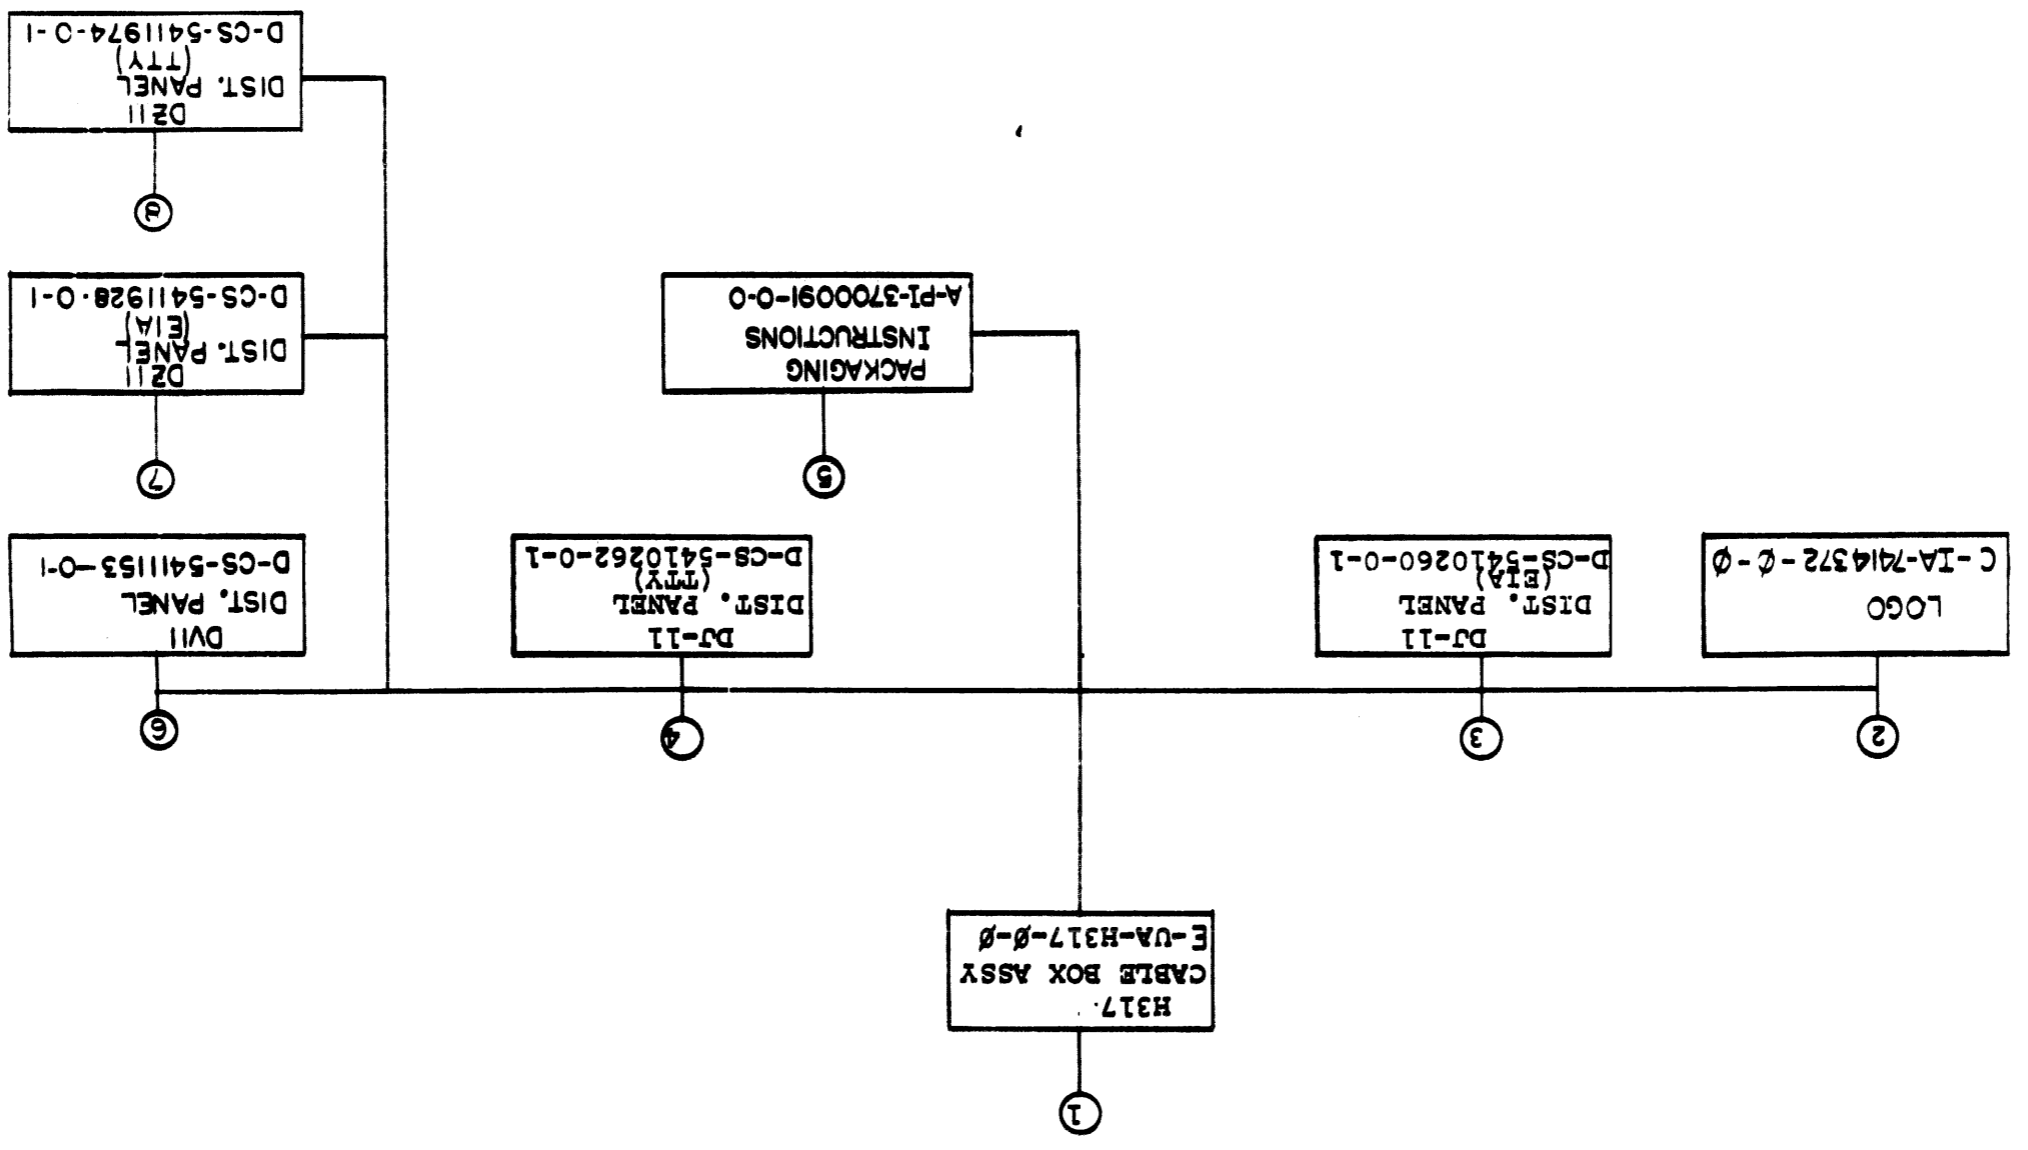 1
H317
CABLE BOX ASSY
E-UA-H317-Ø-Ø
2
LOGO
C-IA-7414372-Ø-Ø
3
DJ-11
DIST. PANEL
(EIA)
D-CS-5410260-0-1
4
DJ-11
DIST. PANEL
(TTY)
D-CS-5410262-0-1
6
DV11
DIST. PANEL
D-CS-5411153-0-1
5
PACKAGING
INSTRUCTIONS
A-PI-3700091-0-0
7
DZ11
DIST. PANEL
(EIA)
D-CS-5411928-0-1
8
DZ11
DIST. PANEL
(TTY)
D-CS-5411974-0-1